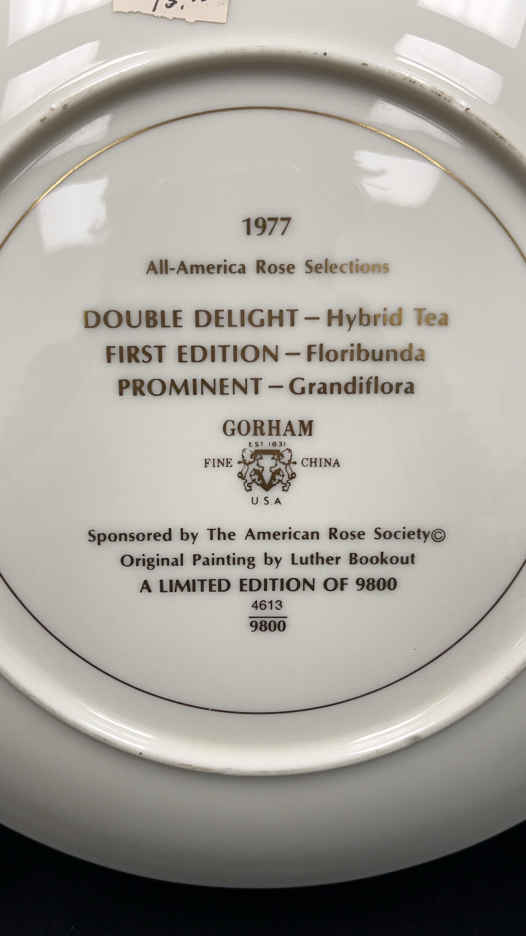 1977
All-America Rose Selections
DOUBLE DELIGHT – Hybrid Tea
FIRST EDITION – Floribunda
PROMINENT – Grandiflora
GORHAM
EST 1831
FINE CHINA
USA
Sponsored by The American Rose Society©
Original Painting by Luther Bookout
A LIMITED EDITION OF 9800
4613
9800